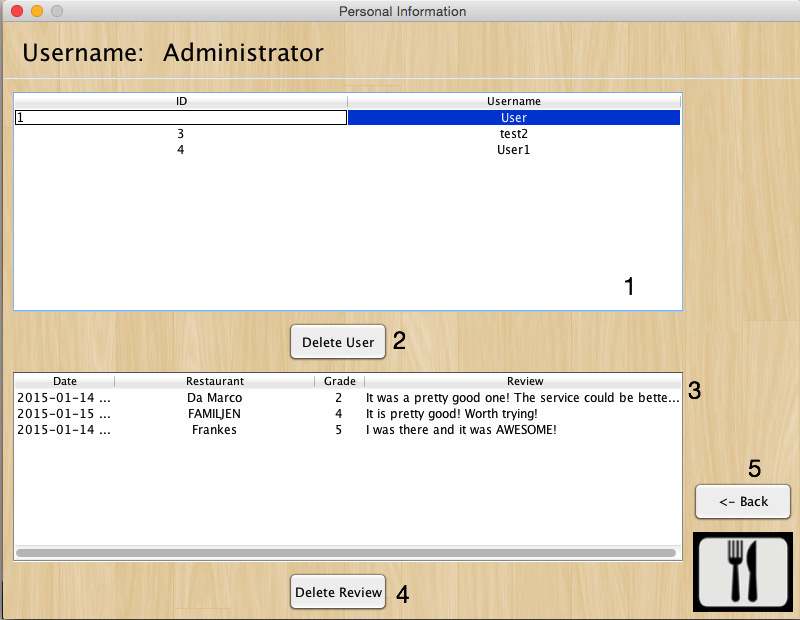 Personal Information
Username: Administrator
ID Username
1 User
3 test2
4 User1
1
Delete User 2
Date Restaurant Grade Review
3
2015-01-14 ... Da Marco 2 It was a pretty good one! The service could be bette...
2015-01-15 ... FAMILJEN 4 It is pretty good! Worth trying!
2015-01-14 ... Frankes 5 I was there and it was AWESOME!
5
<- Back
Delete Review 4